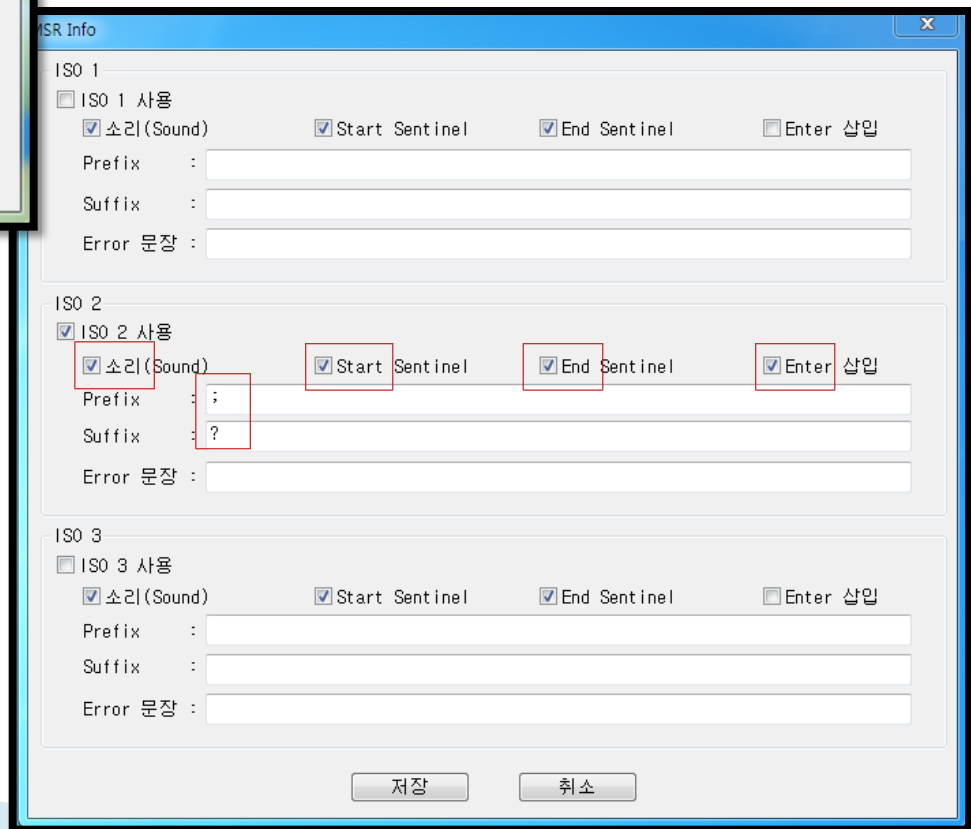 MSR Info
ISO 1
ISO 1 사용
소리(Sound) Start Sentinel End Sentinel Enter 삽입
Prefix :
Suffix :
Error 문장 :
ISO 2
ISO 2 사용
소리(Sound) Start Sentinel End Sentinel Enter 삽입
Prefix : ;
Suffix : ?
Error 문장 :
ISO 3
ISO 3 사용
소리(Sound) Start Sentinel End Sentinel Enter 삽입
Prefix :
Suffix :
Error 문장 :
저장 취소